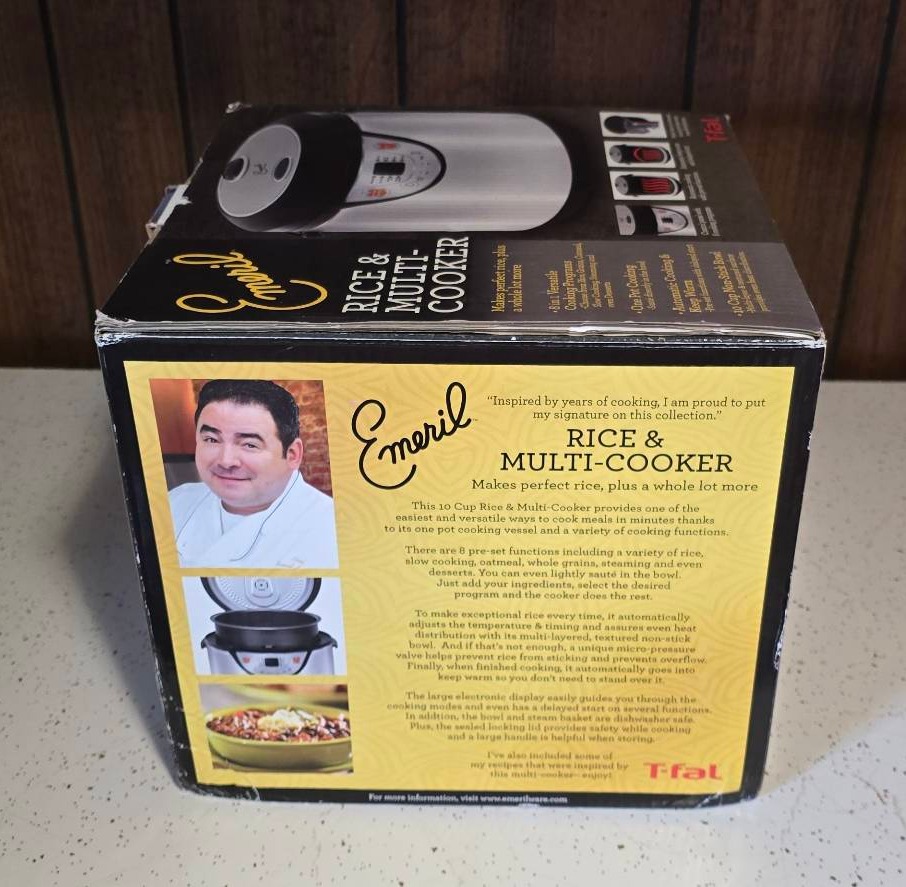 T-fal
Emeril
RICE &
MULTI-
COOKER
Makes perfect rice, plus
a whole lot more
Cooking Programs
Emeril
"Inspired by years of cooking, I am proud to put
my signature on this collection."
RICE &
MULTI-COOKER
Makes perfect rice, plus a whole lot more
This 10 Cup Rice & Multi-Cooker provides one of the
easiest and versatile ways to cook meals in minutes thanks
to its one pot cooking vessel and a variety of cooking functions.
There are 8 pre-set functions including a variety of rice,
slow cooking, oatmeal, whole grains, steaming and even
desserts. You can even lightly sauté in the bowl.
Just add your ingredients, select the desired
program and the cooker does the rest.
To make exceptional rice every time, it automatically
adjusts the temperature & timing and assures even heat
distribution with its multi-layered, textured non-stick
bowl. And if that's not enough, a unique micro-pressure
valve helps prevent rice from sticking and prevents overflow.
Finally, when finished cooking, it automatically goes into
keep warm so you don't need to stand over it.
The large electronic display easily guides you through the
cooking modes and even has a delayed start on several functions.
In addition, the bowl and steam basket are dishwasher safe.
Plus, the sealed locking lid provides safety while cooking
and a large handle is helpful when storing.
I've also included some of
my recipes that were inspired by
this multi-cooker--enjoy!
T-fal
For more information, visit www.emerilware.com